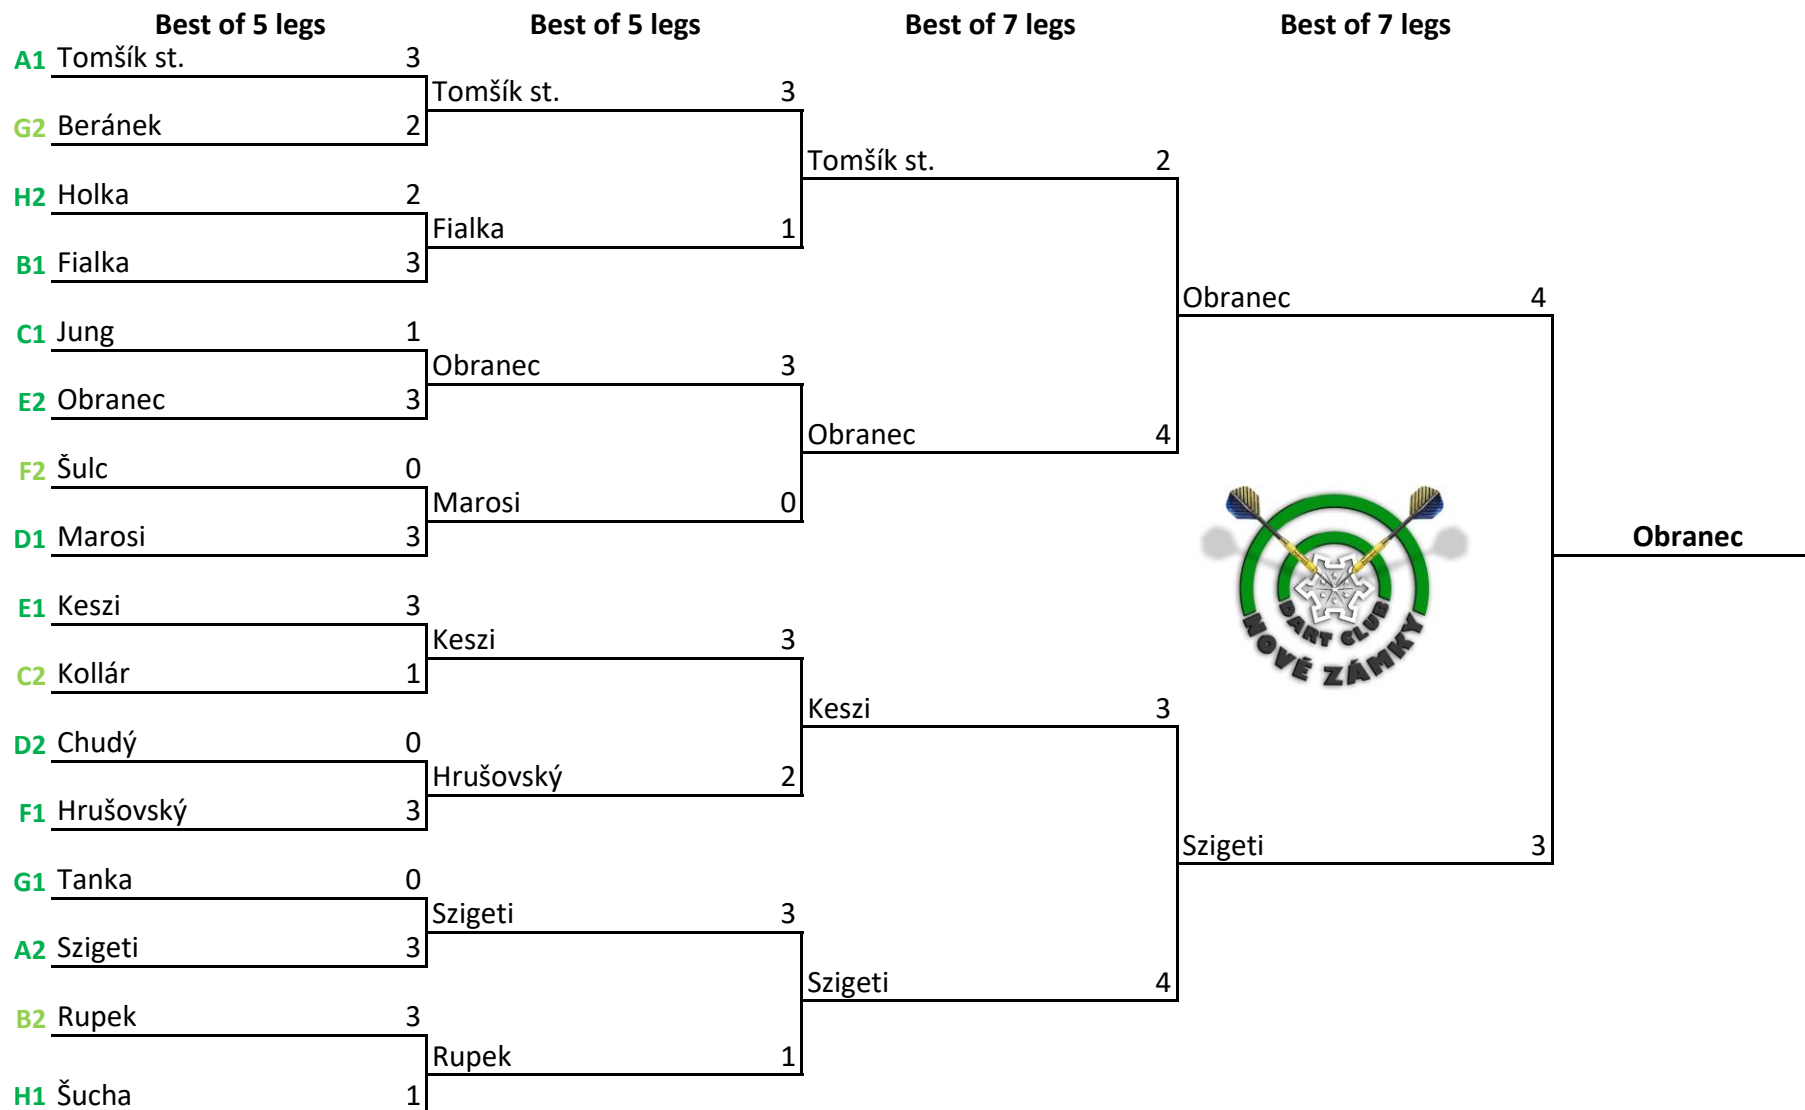 Best of 5 legs Best of 5 legs Best of 7 legs Best of 7 legs
A1 Tomšík st. 3
Tomšík st. 3
G2 Beránek 2
Tomšík st. 2
H2 Holka 2
Fialka 1
B1 Fialka 3
Obranec 4
C1 Jung 1
Obranec 3
E2 Obranec 3
Obranec 4
F2 Šulc 0
Marosi 0
D1 Marosi 3
Obranec
E1 Keszi 3
DART CLUB
NOVÉ ZÁMKY
Keszi 3
C2 Kollár 1
Keszi 3
D2 Chudý 0
Hrušovský 2
F1 Hrušovský 3
Szigeti 3
G1 Tanka 0
Szigeti 3
A2 Szigeti 3
Szigeti 4
B2 Rupek 3
Rupek 1
H1 Šucha 1